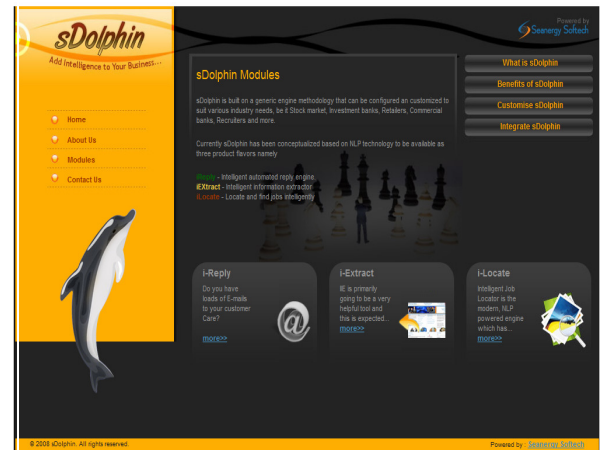 sDolphin
Add Intelligence to Your Business...
Powered by
Seanergy Softech
Home
About Us
Modules
Contact Us
sDolphin Modules
sDolphin is built on a generic engine methodology that can be configured an customized to
suit various industry needs, be it Stock market, Investment banks, Retailers, Commercial
banks, Recruiters and more.
Currently sDolphin has been conceptualized based on NLP technology to be available as
three product flavors namely
iReply - Intelligent automated reply engine
iEXtract - Intelligent information extractor
iLocate - Locate and find jobs intelligently
What is sDolphin
Benefits of sDolphin
Customise sDolphin
Integrate sDolphin
i-Reply
Do you have
loads of E-mails
to your customer
Care?
more>>
i-Extract
IE is primarily
going to be a very
helpful tool and
this is expected...
more>>
i-Locate
Intelligent Job
Locator is the
modern, NLP
powered engine
which has...
more>>
© 2008 sDolphin. All rights reserved.
Powered by : Seanergy Softech